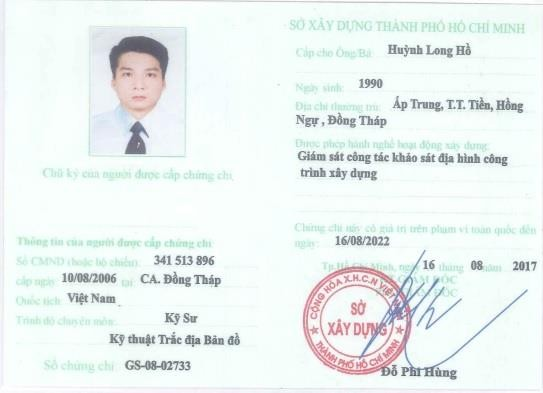 Chữ ký của người được cấp chứng chỉ
Thông tin của người được cấp chứng chỉ
Số CMND (hoặc hộ chiếu) 341 513 896
cấp ngày 10/08/2006 tại CA. Đồng Tháp
Quốc tịch Việt Nam
Trình độ chuyên môn: Kỹ Sư
Kỹ thuật Trắc địa Bản đồ
Số chứng chỉ: GS-08-02733
SỞ XÂY DỰNG THÀNH PHỐ HỒ CHÍ MINH
Cấp cho Ông/Bà: Huỳnh Long Hồ
Ngày sinh: 1990
Địa chỉ thường trú: Ấp Trung, T.T. Tiền, Hồng
Ngự , Đồng Tháp
Được phép hành nghề hoạt động xây dựng:
Giám sát công tác khảo sát địa hình công
trình xây dựng
Chứng chỉ này có giá trị trên phạm vi toàn quốc đến
ngày: 16/08/2022
Tp.Hồ Chí Minh, ngày 16 tháng 08 năm 2017
GIÁM ĐỐC
CỘNG HÒA X.H.C.N VIỆT
SỞ
XÂY DỰNG
THÀNH PHỐ HỒ CHÍ MINH
Đỗ Phi Hùng